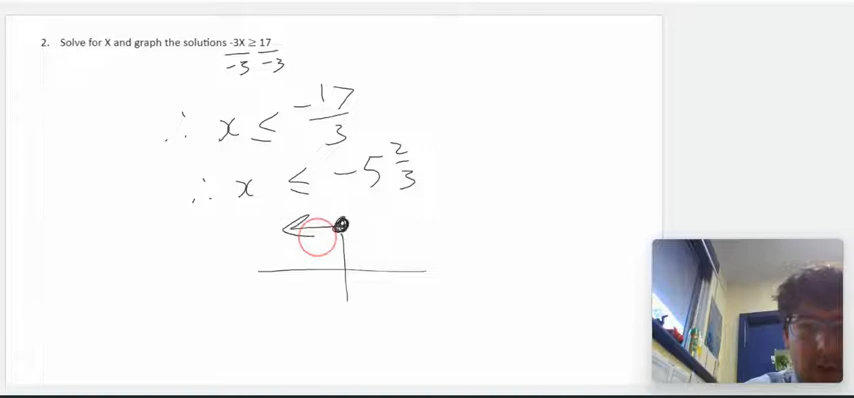 2. Solve for X and graph the solutions -3X ≥ 17
-3 -3
∴ x ≤ -17/3
∴ x ≤ -5 2/3